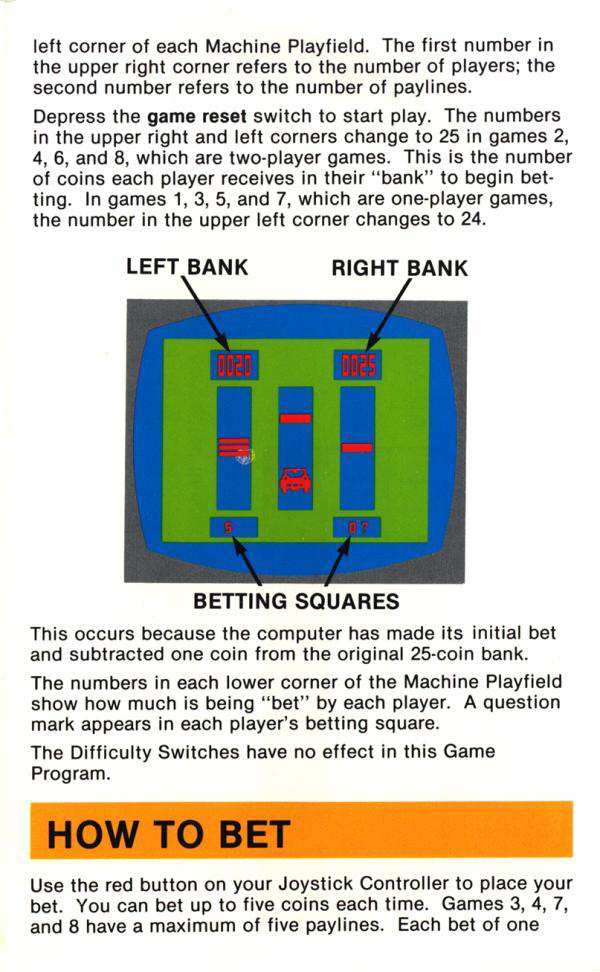 left corner of each Machine Playfield. The first number in
the upper right corner refers to the number of players; the
second number refers to the number of paylines.
Depress the game reset switch to start play. The numbers
in the upper right and left corners change to 25 in games 2,
4, 6, and 8, which are two-player games. This is the number
of coins each player receives in their "bank" to begin bet-
ting. In games 1, 3, 5, and 7, which are one-player games,
the number in the upper left corner changes to 24.
LEFT BANK RIGHT BANK
0020 0025
5 0?
BETTING SQUARES
This occurs because the computer has made its initial bet
and subtracted one coin from the original 25-coin bank.
The numbers in each lower corner of the Machine Playfield
show how much is being "bet" by each player. A question
mark appears in each player's betting square.
The Difficulty Switches have no effect in this Game
Program.
HOW TO BET
Use the red button on your Joystick Controller to place your
bet. You can bet up to five coins each time. Games 3, 4, 7,
and 8 have a maximum of five paylines. Each bet of one